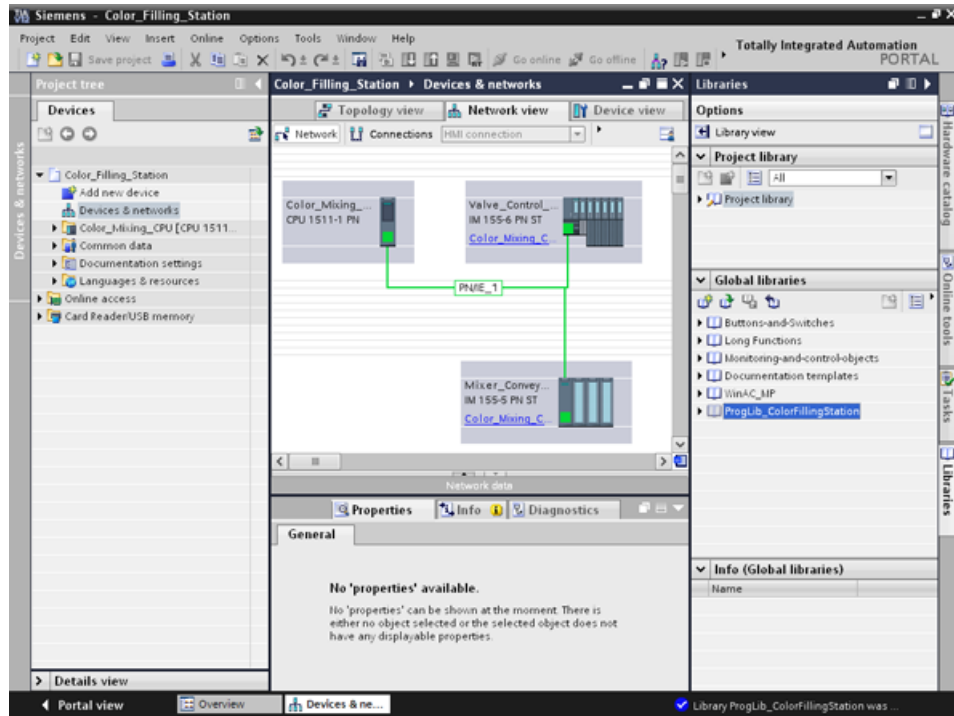 Siemens - Color_Filling_Station
Project Edit View Insert Online Options Tools Window Help
Save project
Go online
Go offline
Totally Integrated Automation
PORTAL
Project tree
Devices
Devices & networks
Color_Filling_Station
Add new device
Devices & networks
Color_Mixing_CPU [CPU 1511...
Common data
Documentation settings
Languages & resources
Online access
Card Reader/USB memory
Details view
Color_Filling_Station Devices & networks
Topology view
Network view
Device view
Network
Connections
HMI connection
Color_Mixing_...
CPU 1511-1 PN
Valve_Control_...
IM 155-6 PN ST
Color_Mixing_C...
PN/IE_1
Mixer_Convey...
IM 155-5 PN ST
Color_Mixing_C...
Network data
Properties
Info
Diagnostics
General
No 'properties' available.
No 'properties' can be shown at the moment. There is
either no object selected or the selected object does not
have any displayable properties.
Libraries
Options
Library view
Project library
All
Project library
Global libraries
Buttons-and-Switches
Long Functions
Monitoring-and-control-objects
Documentation templates
WinAC_MP
ProgLib_ColorFillingStation
Info (Global libraries)
Name
Hardware catalog
Online tools
Tasks
Libraries
Portal view
Overview
Devices & ne...
Library ProgLib_ColorFillingStation was ...